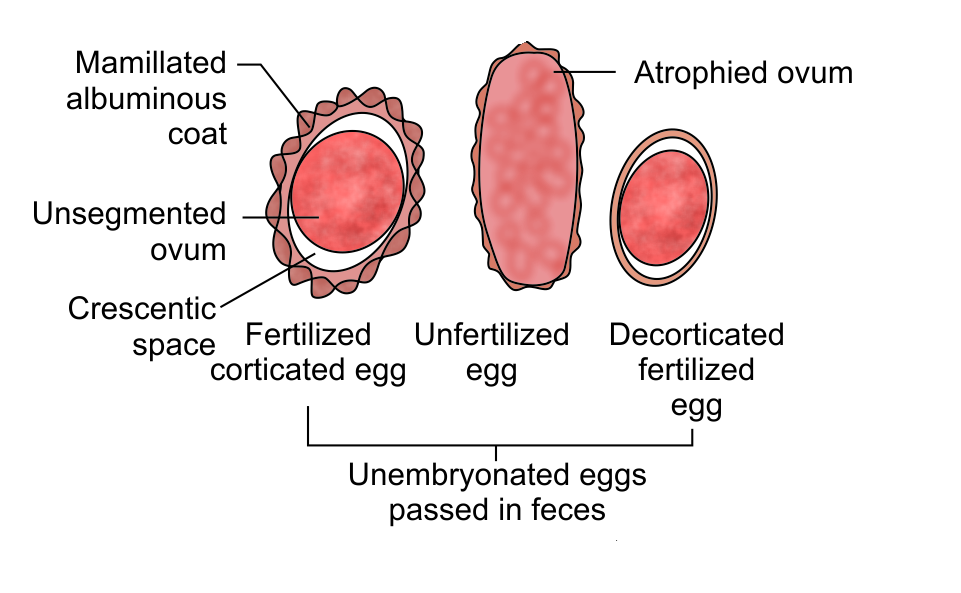 Mamillated
albuminous
coat
Atrophied ovum
Unsegmented
ovum
Crescentic
space
Fertilized
corticated egg
Unfertilized
egg
Decorticated
fertilized
egg
Unembryonated eggs
passed in feces